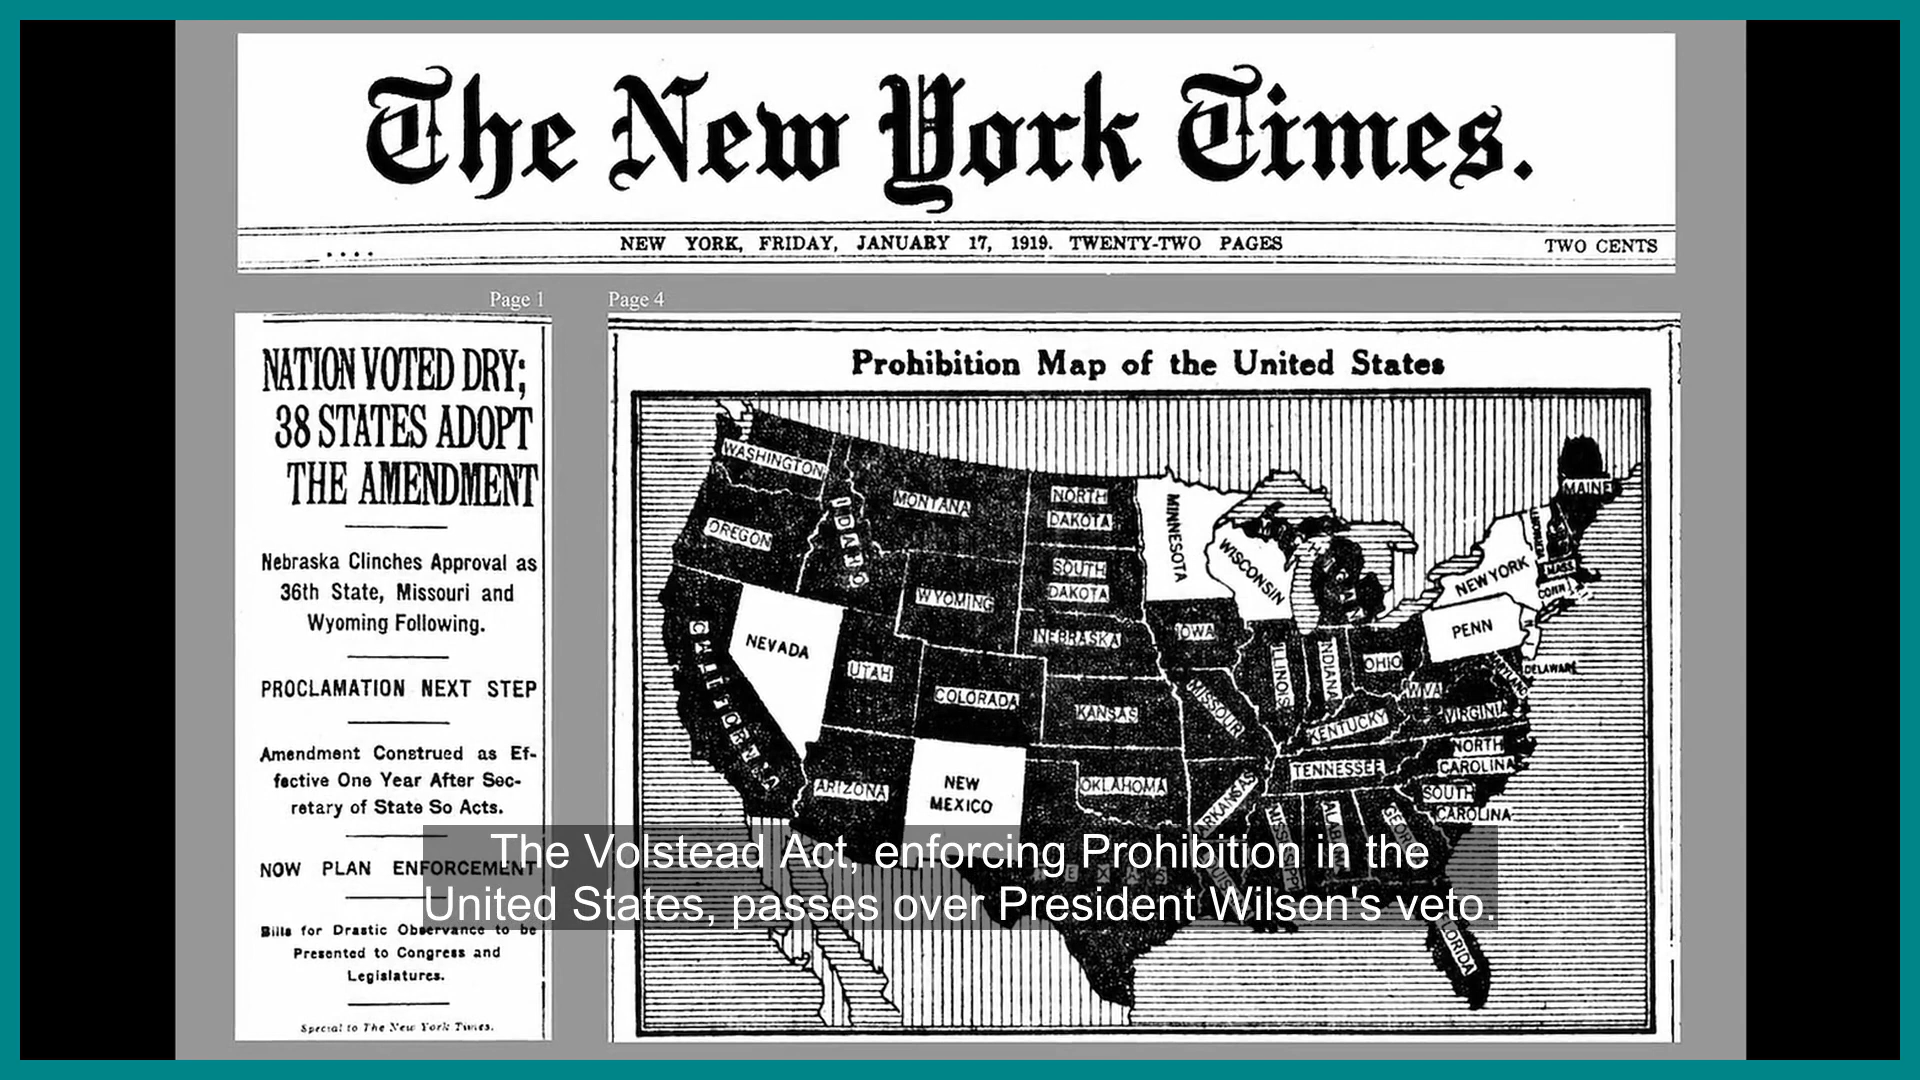 The New York Times.
NEW YORK, FRIDAY, JANUARY 17, 1919. TWENTY-TWO PAGES
TWO CENTS
Page 1
NATION VOTED DRY;
38 STATES ADOPT
THE AMENDMENT
Nebraska Clinches Approval as
36th State, Missouri and
Wyoming Following.
PROCLAMATION NEXT STEP
Amendment Construed as Ef-
fective One Year After Sec-
retary of State So Acts.
NOW PLAN ENFORCEMENT
Bills for Drastic Observance to be
Presented to Congress and
Legislatures.
Special to The New York Times.
Page 4
Prohibition Map of the United States
WASHINGTON
OREGON
IDAHO
MONTANA
NORTH
DAKOTA
SOUTH
DAKOTA
MINNESOTA
WISCONSIN
MAINE
NEW YORK
MASS
CONN
PENN
DELAWARE
MARYLAND
WYOMING
NEBRASKA
IOWA
ILLINOIS
INDIANA
OHIO
W VA
VIRGINIA
NEVADA
CALIFORNIA
UTAH
COLORADA
KANSAS
MISSOURI
KENTUCKY
NORTH
CAROLINA
TENNESSEE
SOUTH
CAROLINA
ARIZONA
NEW
MEXICO
OKLAHOMA
ARKANSAS
MISSISSIPPI
FLORIDA
The Volstead Act, enforcing Prohibition in the
United States, passes over President Wilson's veto.